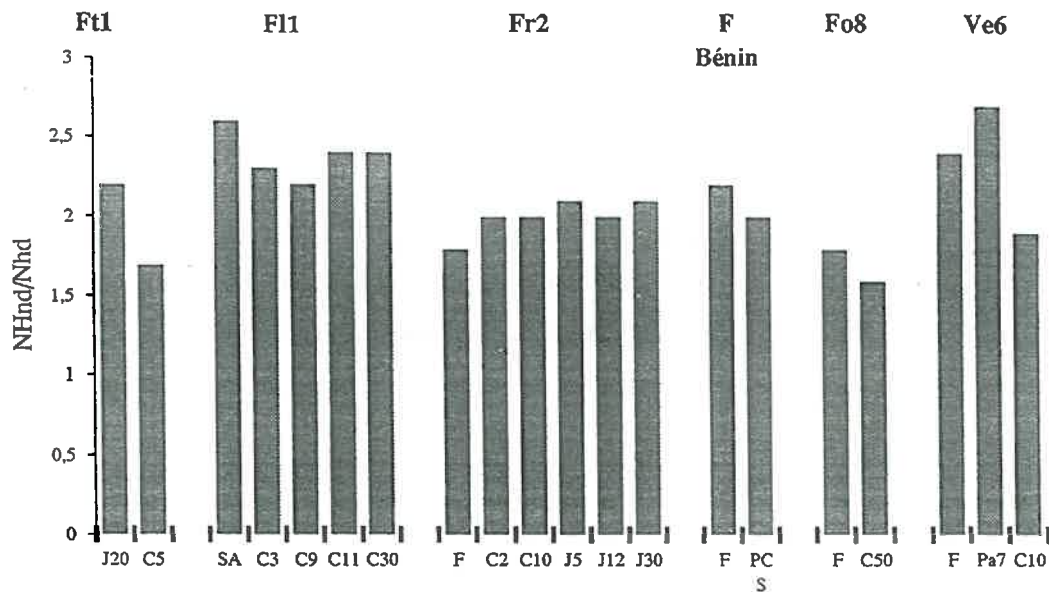 Ft1 Fl1 Fr2 F Fo8 Ve6
Bénin
3
2,5
2
1,5
1
0,5
0
NHnd/Nhd
J20 C5 SA C3 C9 C11 C30 F C2 C10 J5 J12 J30 F PC F C50 F Pa7 C10
S